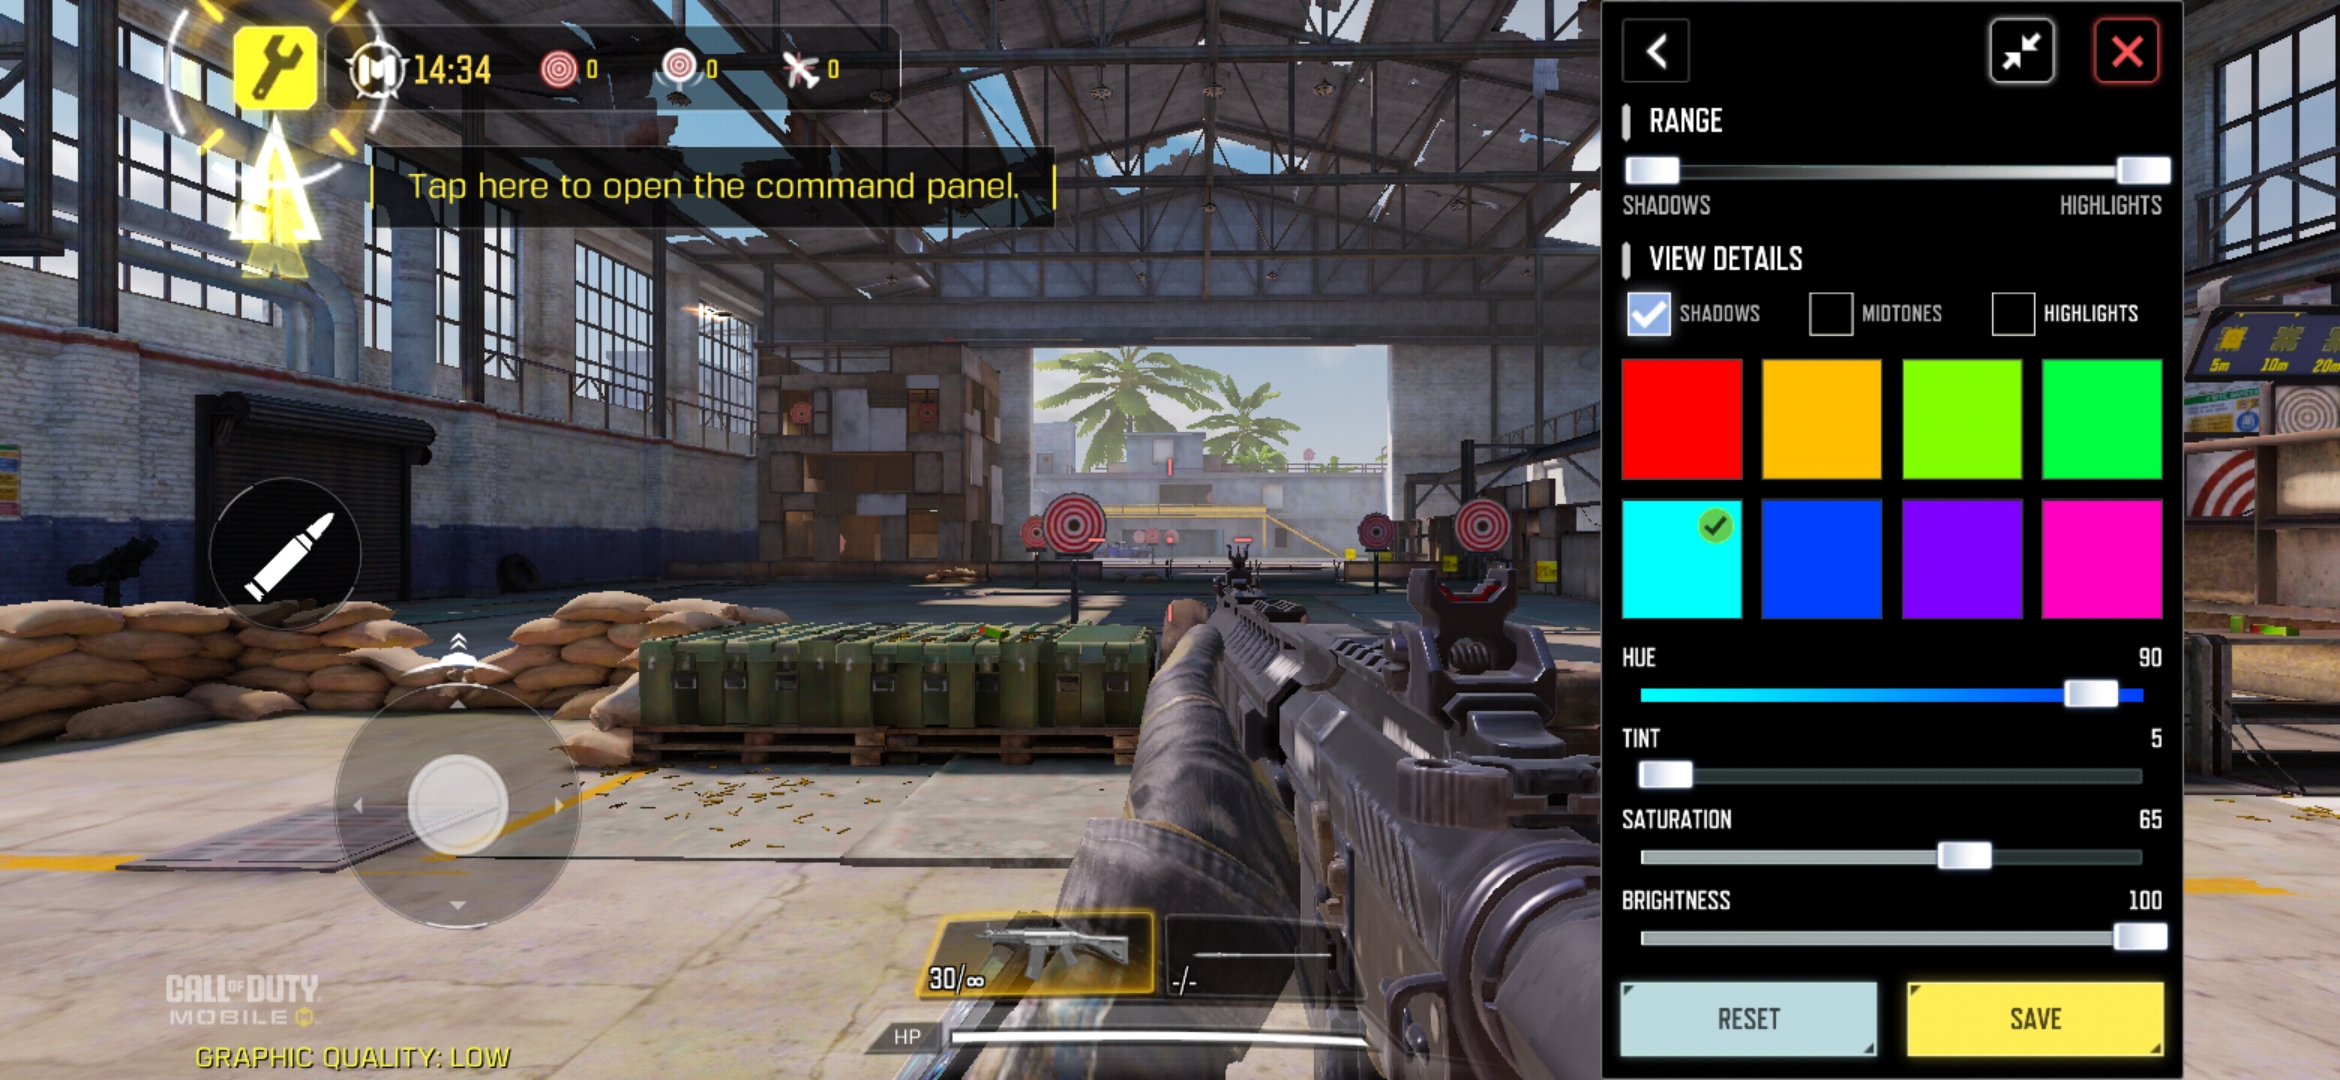 14:34 0 0 0
Tap here to open the command panel.
30/∞
-/-
HP
CALL OF DUTY
MOBILE
GRAPHIC QUALITY: LOW
RANGE
SHADOWS HIGHLIGHTS
VIEW DETAILS
SHADOWS MIDTONES HIGHLIGHTS
HUE 90
TINT 5
SATURATION 65
BRIGHTNESS 100
RESET SAVE
5m 10m 20m